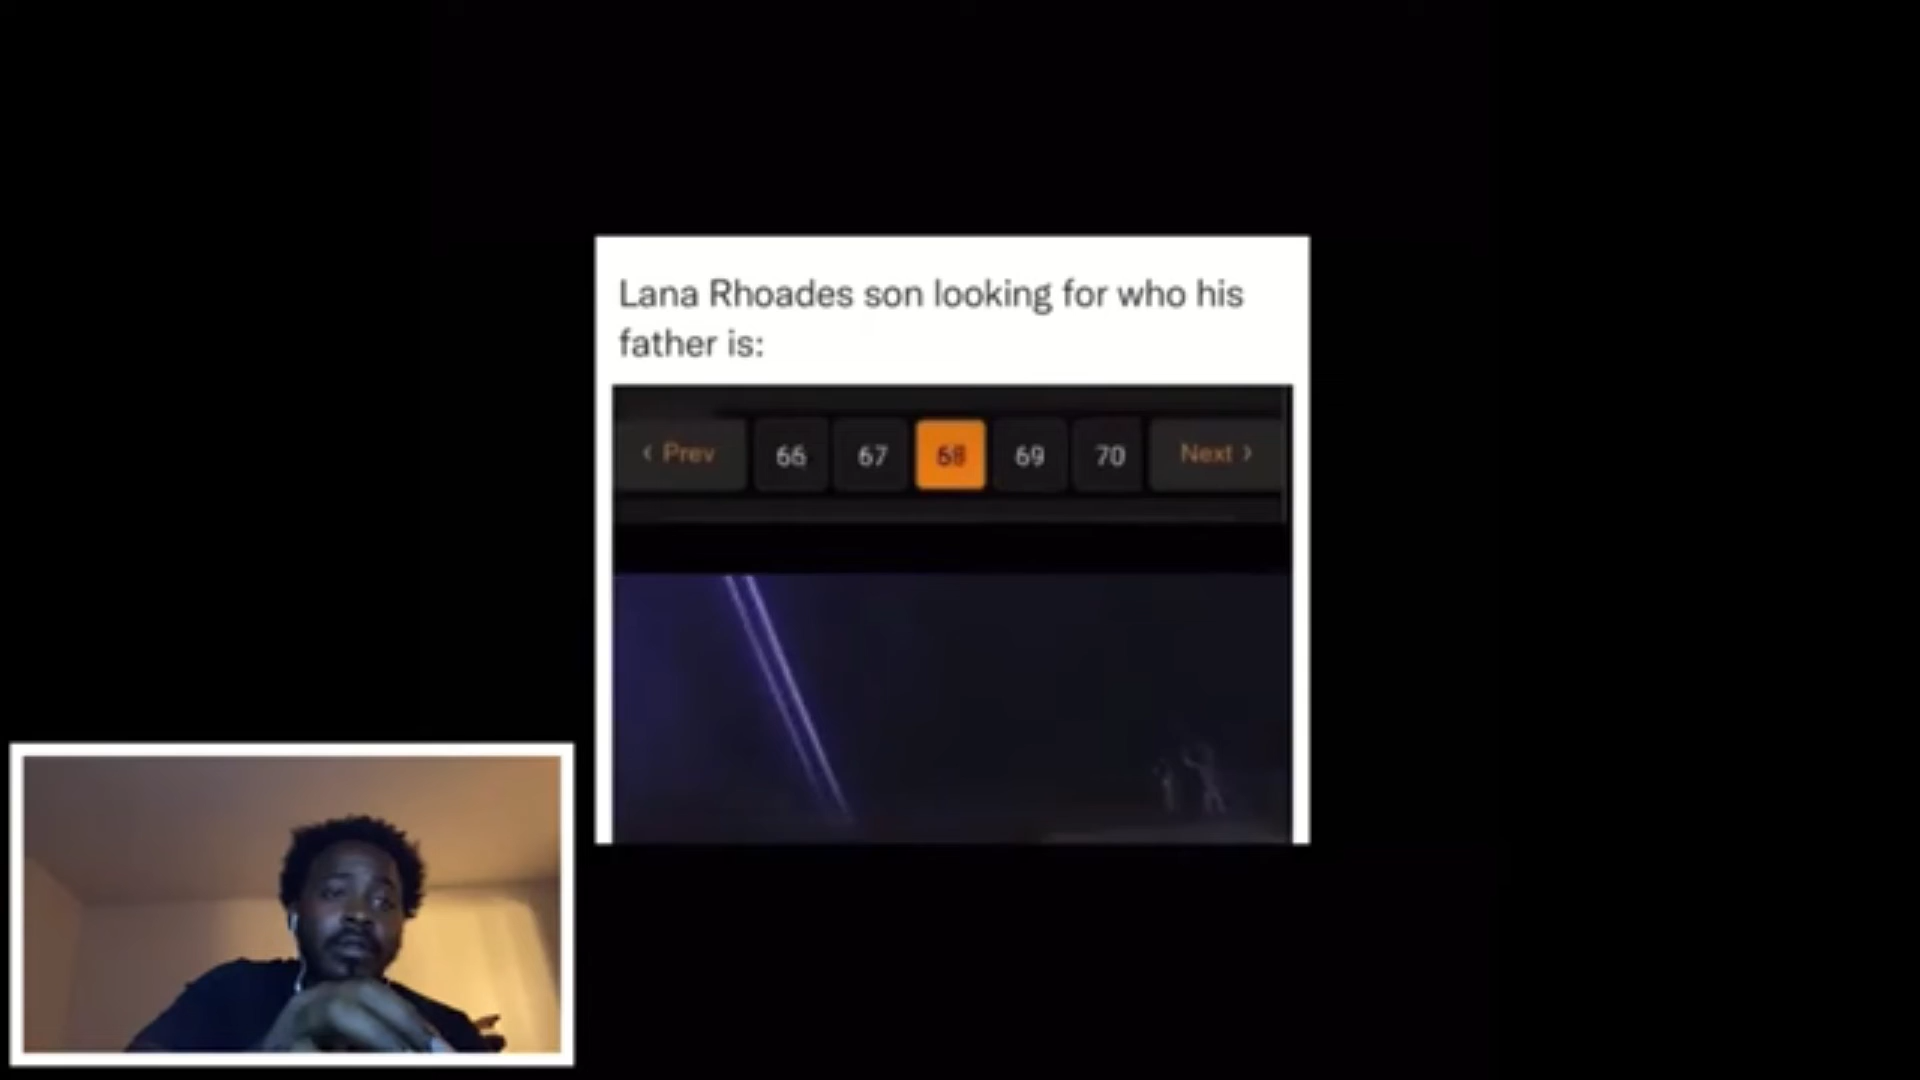 Lana Rhoades son looking for who his
father is:
‹ Prev 66 67 68 69 70 Next ›